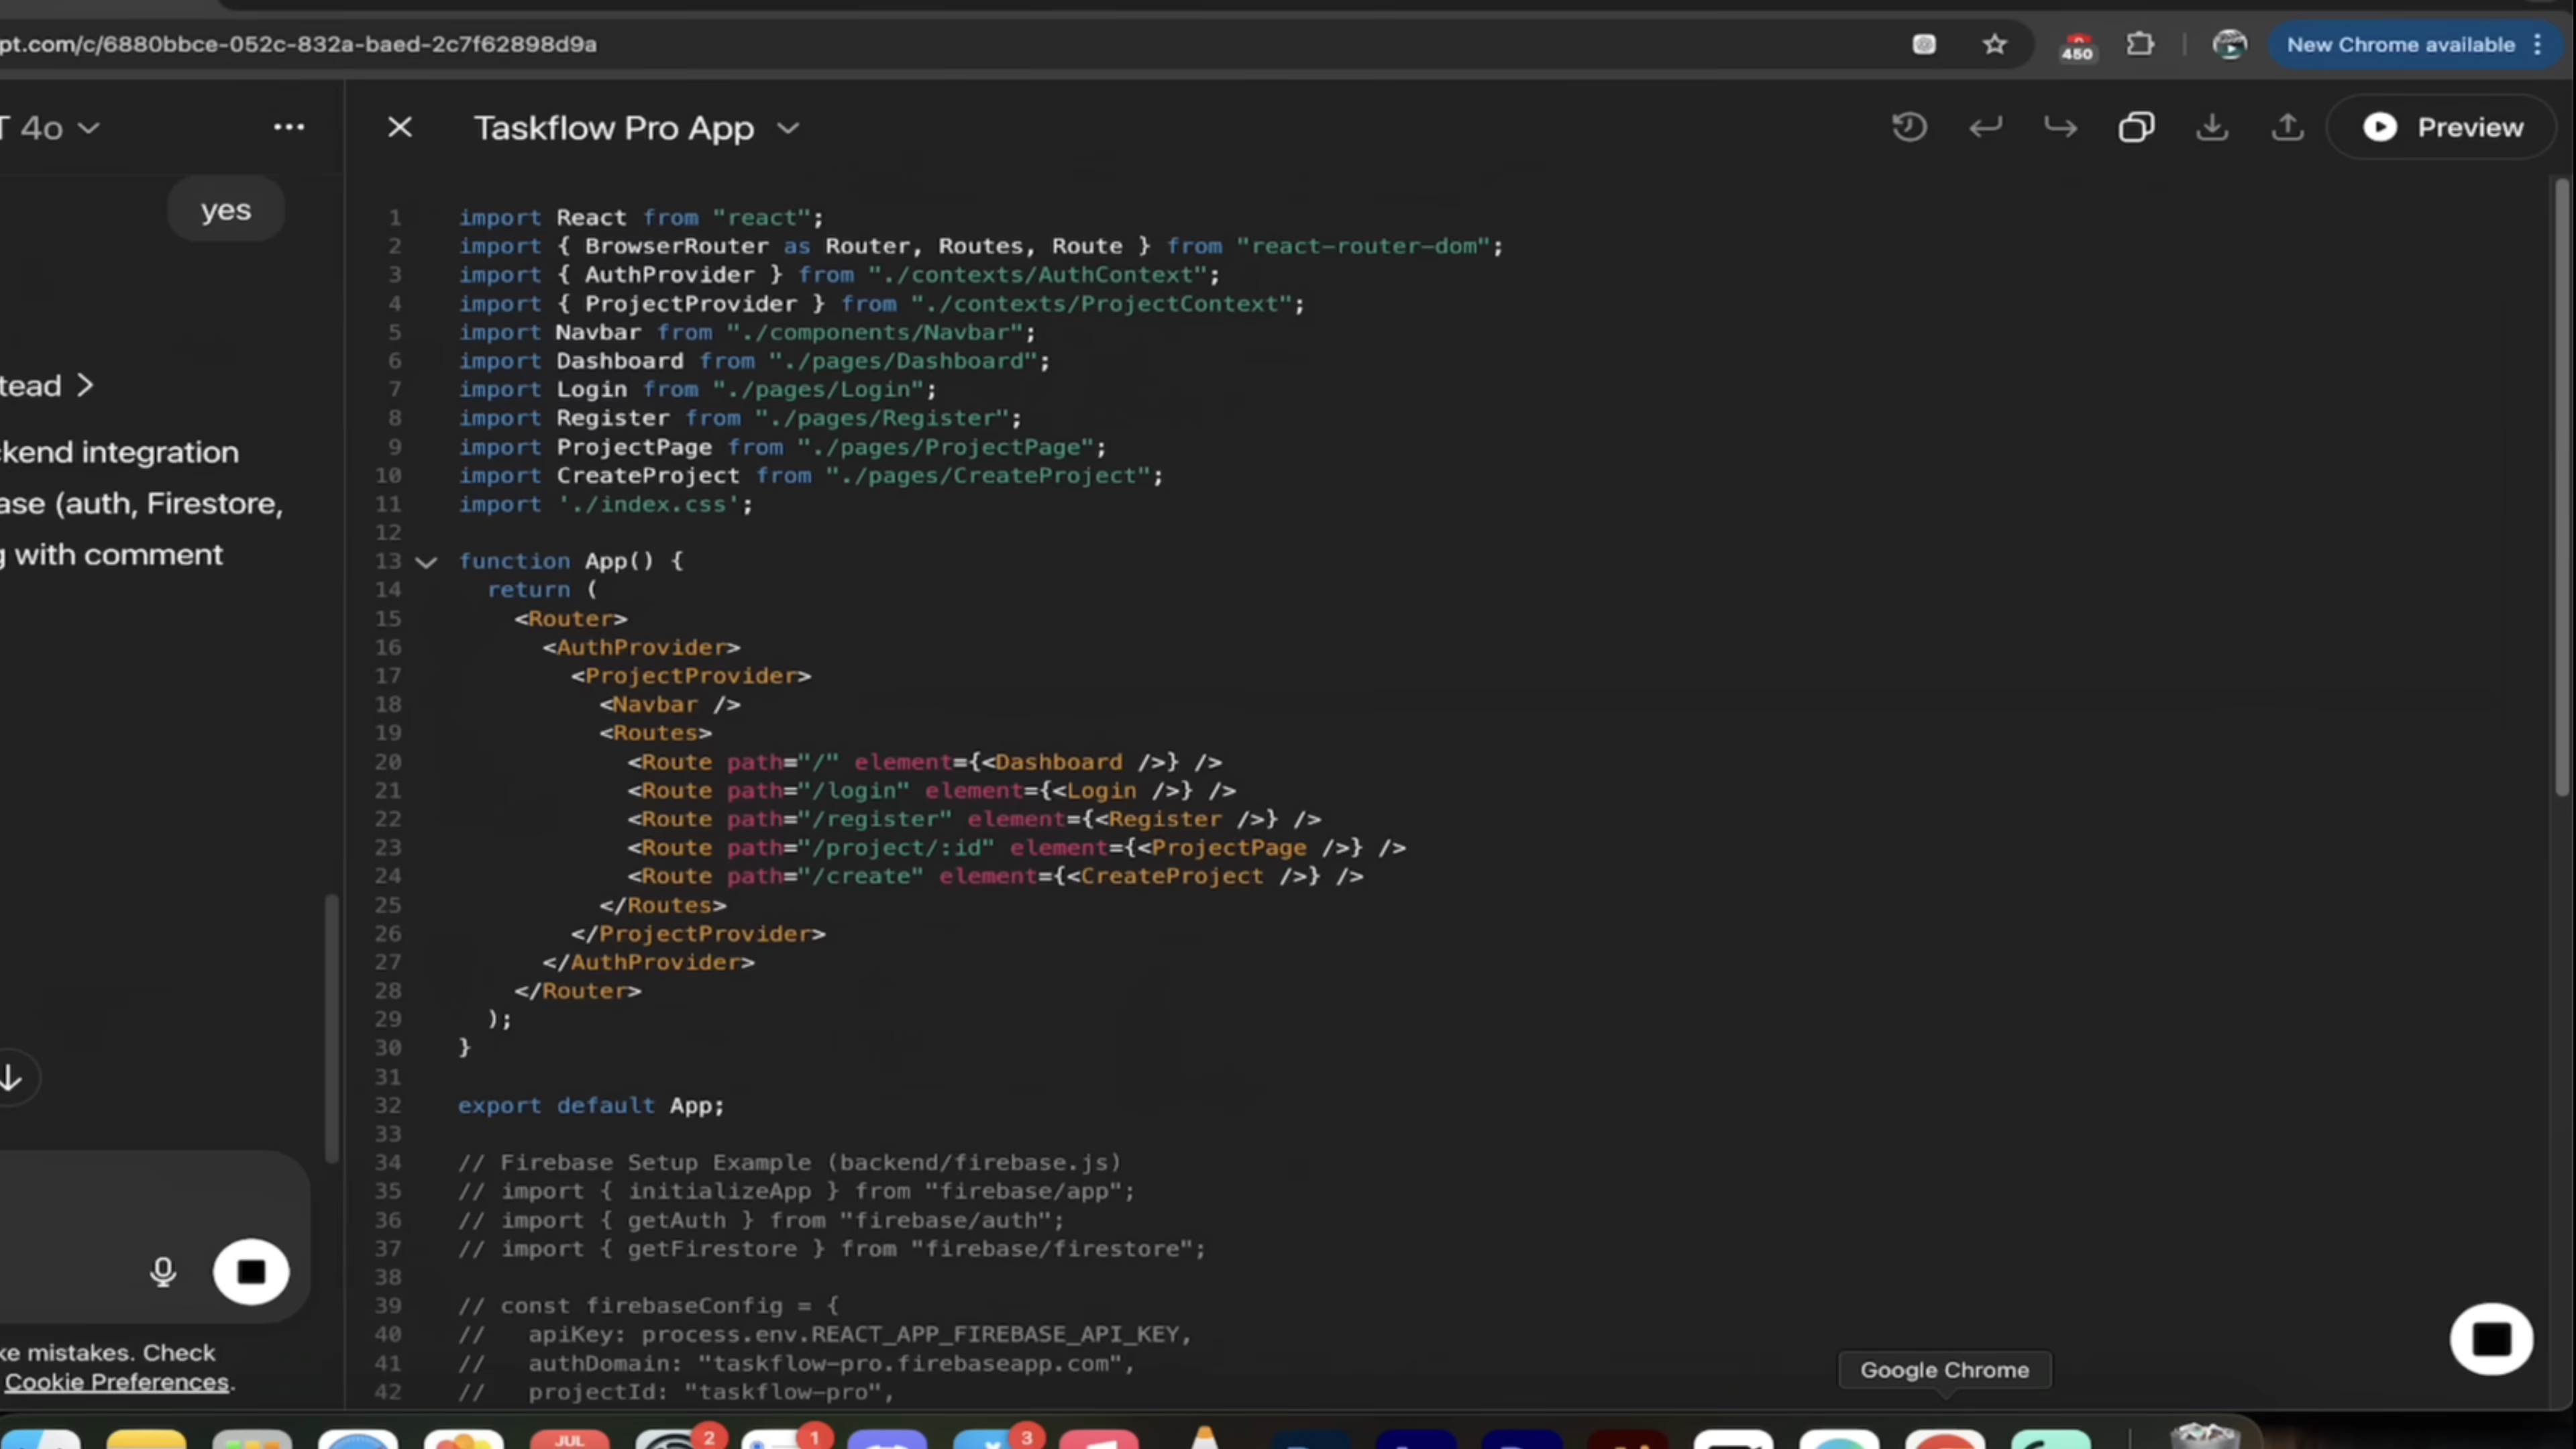 pt.com/c/6880bbce-052c-832a-baed-2c7f62898d9a
450
New Chrome available
4o
Taskflow Pro App
Preview
yes
tead >
ckend integration
ase (auth, Firestore,
g with comment
ke mistakes. Check
Cookie Preferences.
1 import React from "react";
2 import { BrowserRouter as Router, Routes, Route } from "react-router-dom";
3 import { AuthProvider } from "./contexts/AuthContext";
4 import { ProjectProvider } from "./contexts/ProjectContext";
5 import Navbar from "./components/Navbar";
6 import Dashboard from "./pages/Dashboard";
7 import Login from "./pages/Login";
8 import Register from "./pages/Register";
9 import ProjectPage from "./pages/ProjectPage";
10 import CreateProject from "./pages/CreateProject";
11 import './index.css';
12
13 function App() {
14   return (
15     <Router>
16       <AuthProvider>
17         <ProjectProvider>
18           <Navbar />
19           <Routes>
20             <Route path="/" element={<Dashboard />} />
21             <Route path="/login" element={<Login />} />
22             <Route path="/register" element={<Register />} />
23             <Route path="/project/:id" element={<ProjectPage />} />
24             <Route path="/create" element={<CreateProject />} />
25           </Routes>
26         </ProjectProvider>
27       </AuthProvider>
28     </Router>
29   );
30 }
31
32 export default App;
33
34 // Firebase Setup Example (backend/firebase.js)
35 // import { initializeApp } from "firebase/app";
36 // import { getAuth } from "firebase/auth";
37 // import { getFirestore } from "firebase/firestore";
38
39 // const firebaseConfig = {
40 //   apiKey: process.env.REACT_APP_FIREBASE_API_KEY,
41 //   authDomain: "taskflow-pro.firebaseapp.com",
42 //   projectId: "taskflow-pro",
Google Chrome
JUL
2
1
3